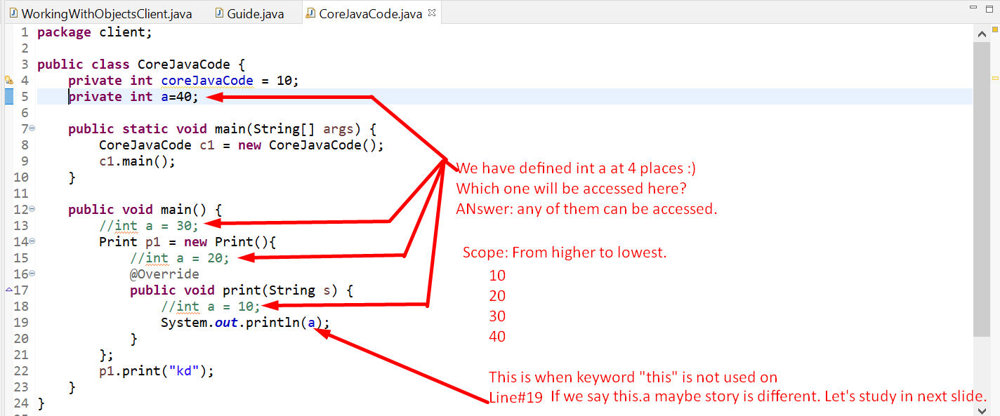 WorkingWithObjectsClient.java Guide.java CoreJavaCode.java
1 package client;
2
3 public class CoreJavaCode {
4 private int coreJavaCode = 10;
5 private int a=40;
6
7 public static void main(String[] args) {
8 CoreJavaCode c1 = new CoreJavaCode();
9 c1.main();
10 }
11
12 public void main() {
13 //int a = 30;
14 Print p1 = new Print(){
15 //int a = 20;
16 @Override
17 public void print(String s) {
18 //int a = 10;
19 System.out.println(a);
20 }
21 };
22 p1.print("kd");
23 }
24 }
We have defined int a at 4 places :)
Which one will be accessed here?
ANswer: any of them can be accessed.
Scope: From higher to lowest.
10
20
30
40
This is when keyword "this" is not used on
Line#19 If we say this.a maybe story is different. Let's study in next slide.